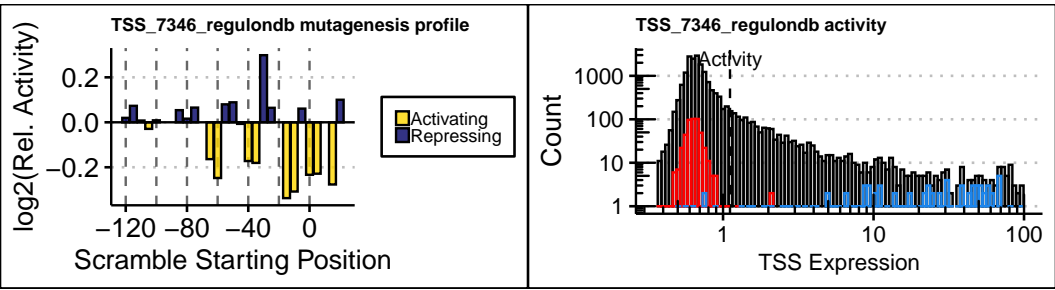 TSS_7346_regulondb mutagenesis profile
log2(Rel. Activity)
0.2
0.0
−0.2
−120 −80 −40 0
Scramble Starting Position
Activating
Repressing
TSS_7346_regulondb activity
Activity
Count
1000
100
10
1
1 10 100
TSS Expression